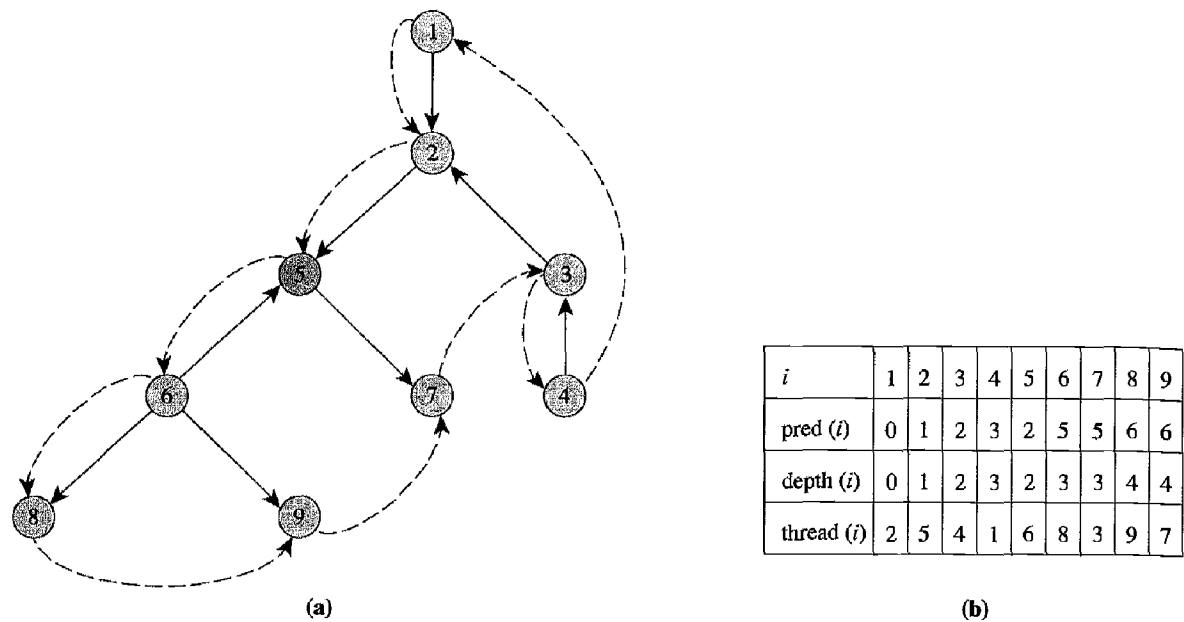 1
2
5
3
6
7
4
8
9
i 1 2 3 4 5 6 7 8 9
pred (i) 0 1 2 3 2 5 5 6 6
depth (i) 0 1 2 3 2 3 3 4 4
thread (i) 2 5 4 1 6 8 3 9 7
(a) (b)